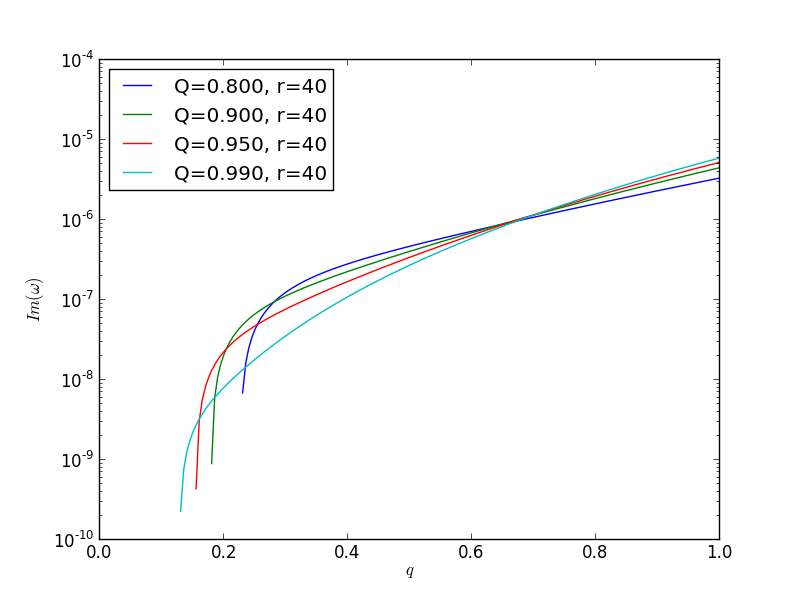 10^-4
10^-5
10^-6
10^-7
10^-8
10^-9
10^-10
Im(ω)
Q=0.800, r=40
Q=0.900, r=40
Q=0.950, r=40
Q=0.990, r=40
0.0 0.2 0.4 0.6 0.8 1.0
q